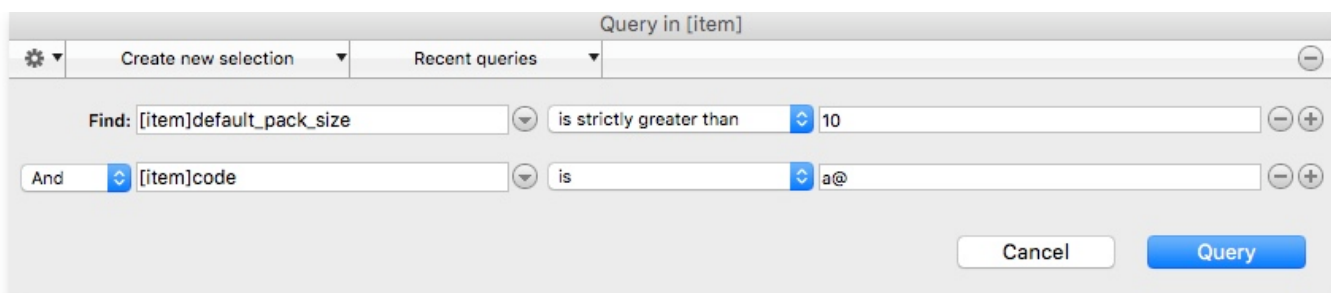 Query in [item]
Create new selection Recent queries
Find: [item]default_pack_size is strictly greater than 10
And [item]code is a@
Cancel Query